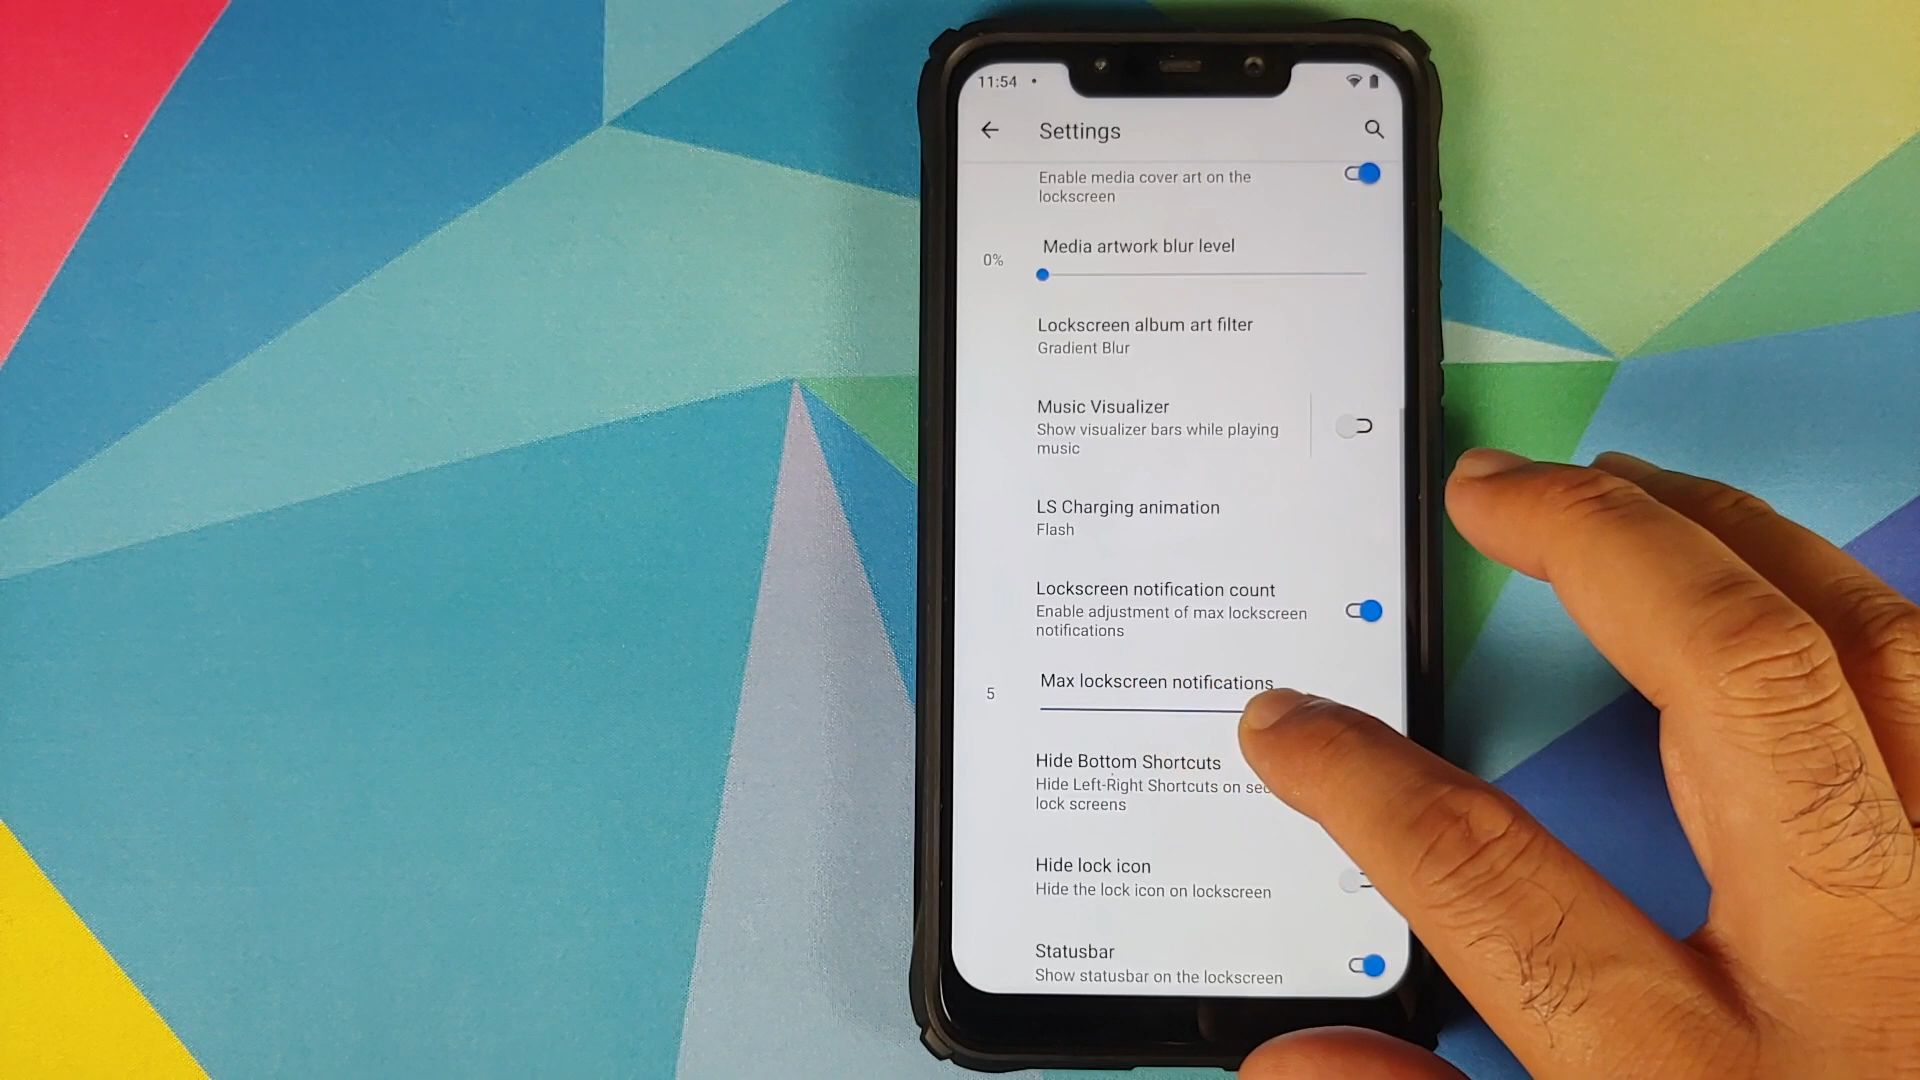 11:54
Settings
Enable media cover art on the
lockscreen
Media artwork blur level
0%
Lockscreen album art filter
Gradient Blur
Music Visualizer
Show visualizer bars while playing
music
LS Charging animation
Flash
Lockscreen notification count
Enable adjustment of max lockscreen
notifications
Max lockscreen notifications
5
Hide Bottom Shortcuts
Hide Left-Right Shortcuts on
lock screens
Hide lock icon
Hide the lock icon on lockscreen
Statusbar
Show statusbar on the lockscreen